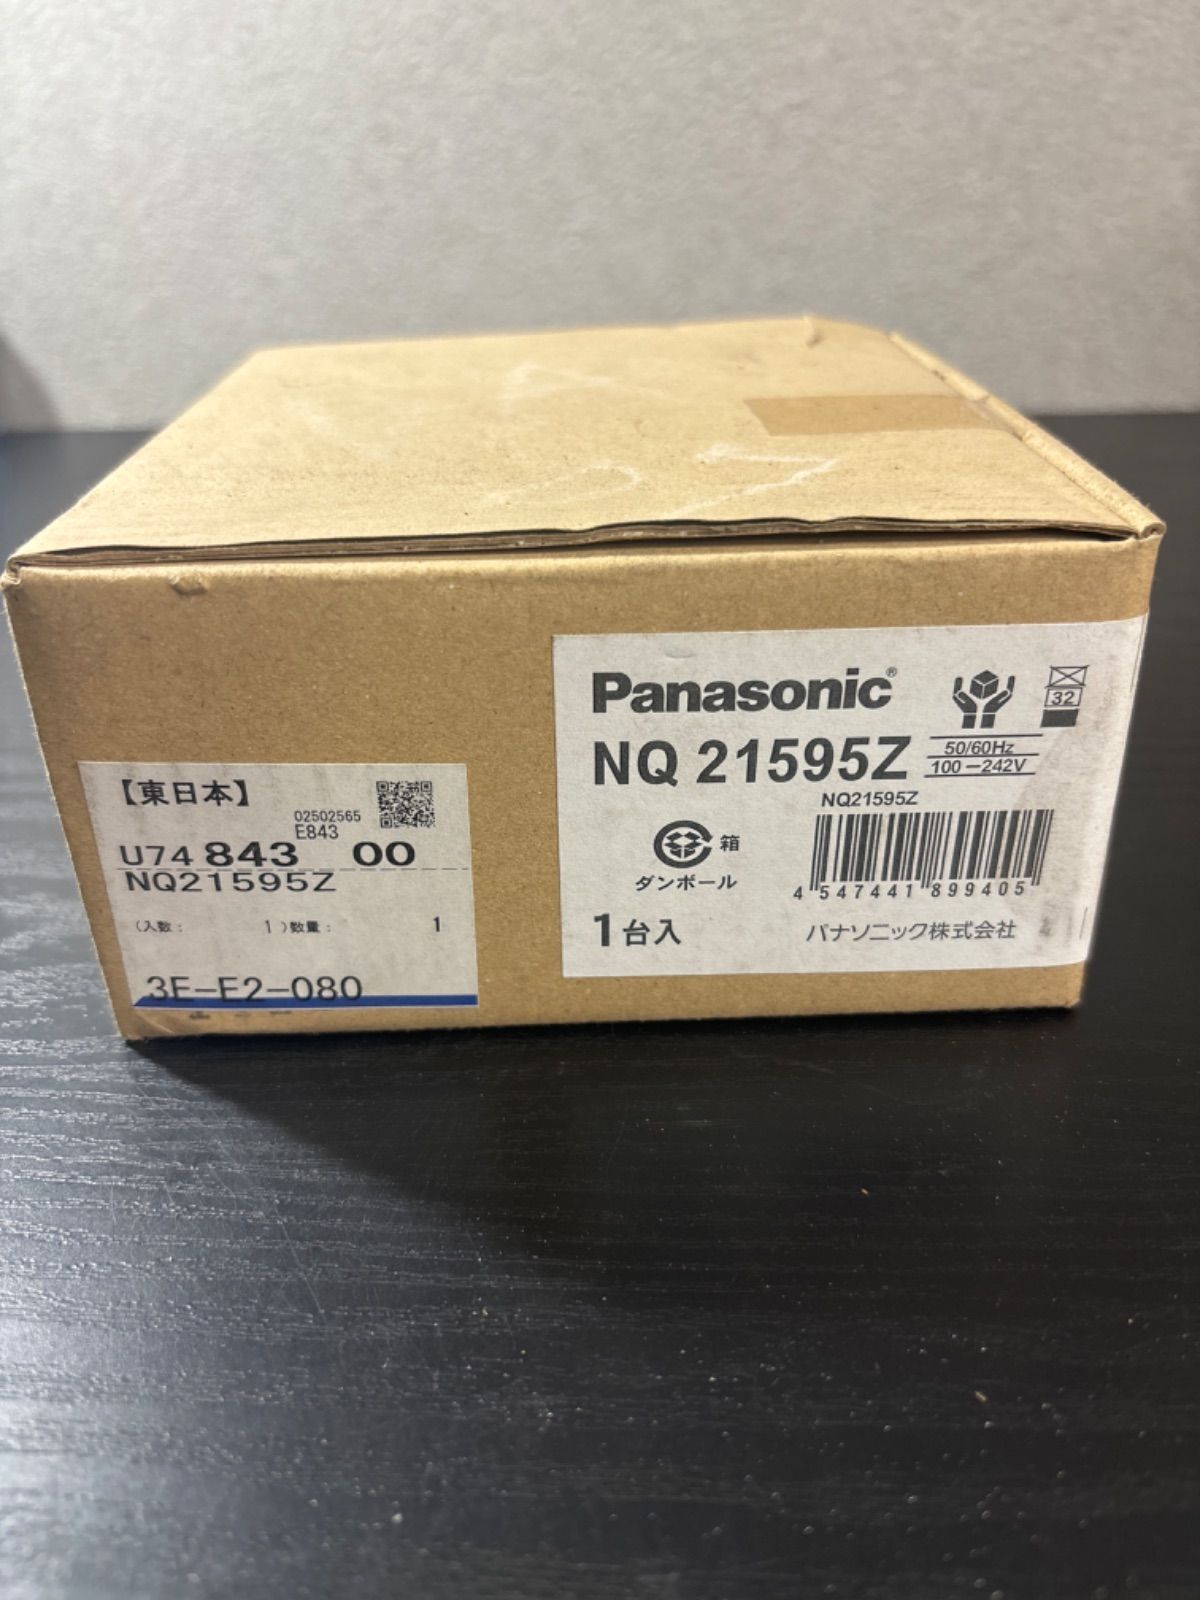 Panasonic®
32
NQ 21595Z
50/60Hz
100-242V
NQ21595Z
箱
ダンボール
4 547441 899405
1台入
パナソニック株式会社
【東日本】
02502565
E843
U74 843 00
NQ21595Z
(入数: 1)数量: 1
3E-E2-080